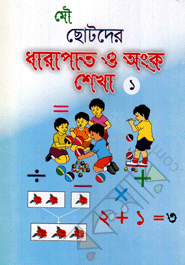 মৌ
ছোটদের
ধারাপাত ও অংক
শেখা ১
÷ − × +
২ + ১ = ৩